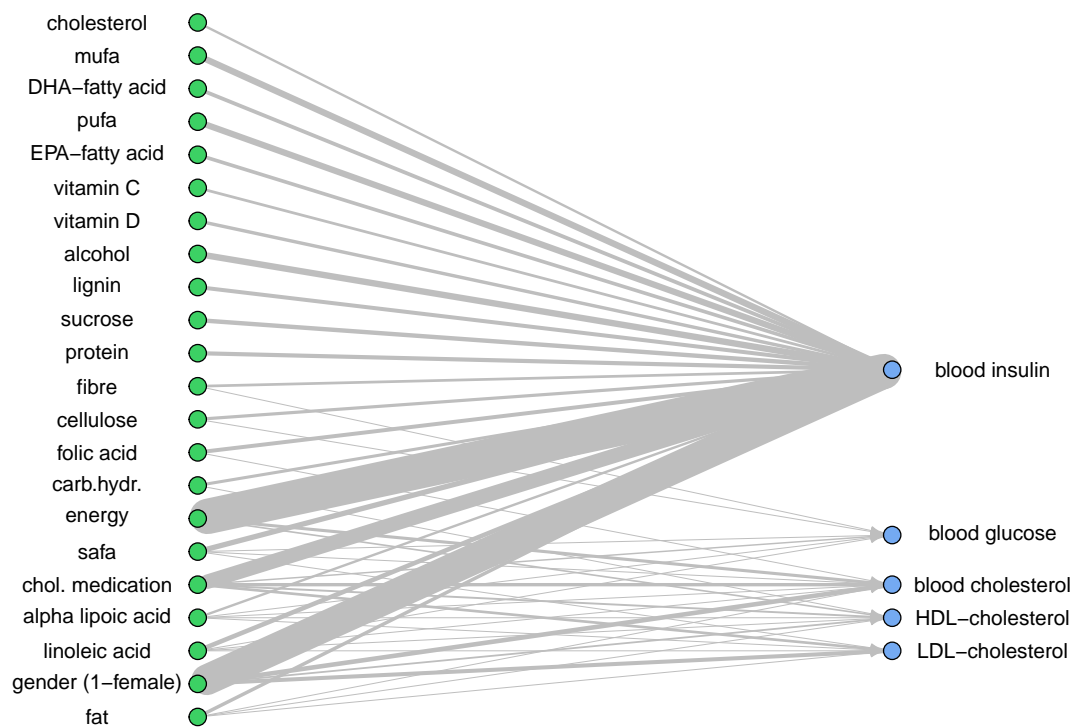 cholesterol
mufa
DHA−fatty acid
pufa
EPA−fatty acid
vitamin C
vitamin D
alcohol
lignin
sucrose
protein
fibre
cellulose
folic acid
carb.hydr.
energy
safa
chol. medication
alpha lipoic acid
linoleic acid
gender (1−female)
fat
blood insulin
blood glucose
blood cholesterol
HDL−cholesterol
LDL−cholesterol